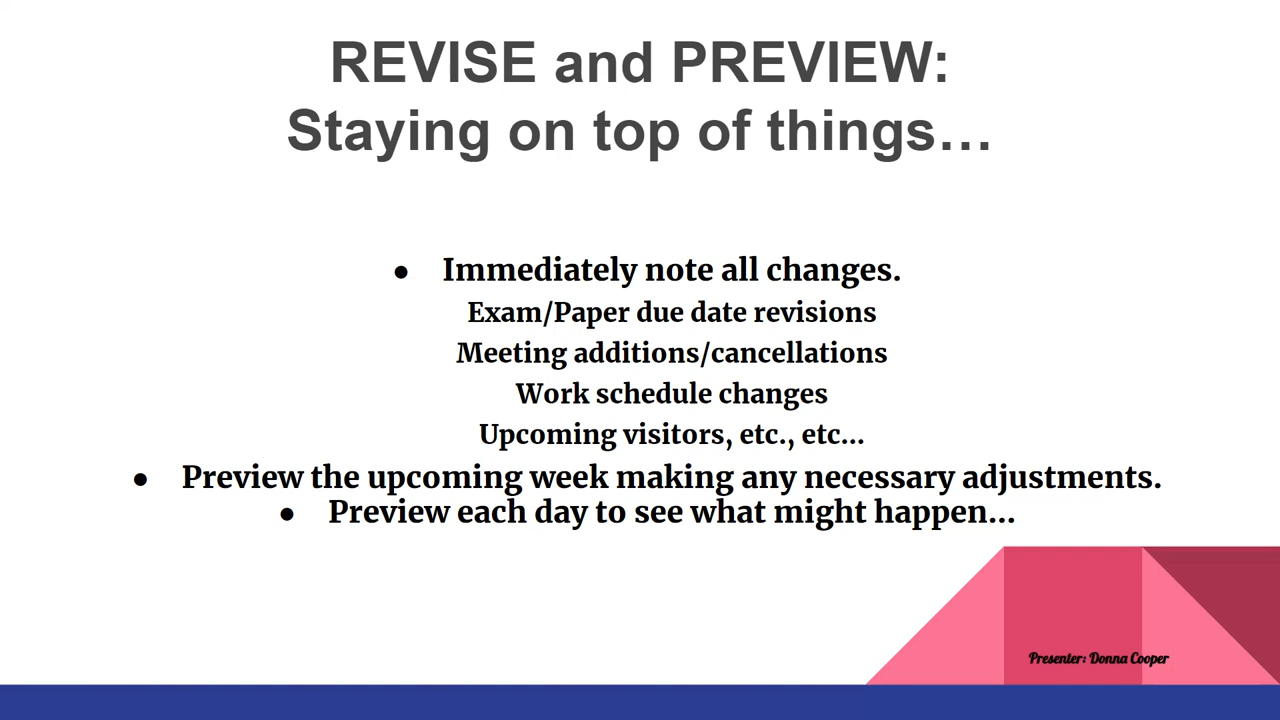 REVISE and PREVIEW:
Staying on top of things…
● Immediately note all changes.
Exam/Paper due date revisions
Meeting additions/cancellations
Work schedule changes
Upcoming visitors, etc., etc…
● Preview the upcoming week making any necessary adjustments.
● Preview each day to see what might happen…
Presenter: Donna Cooper